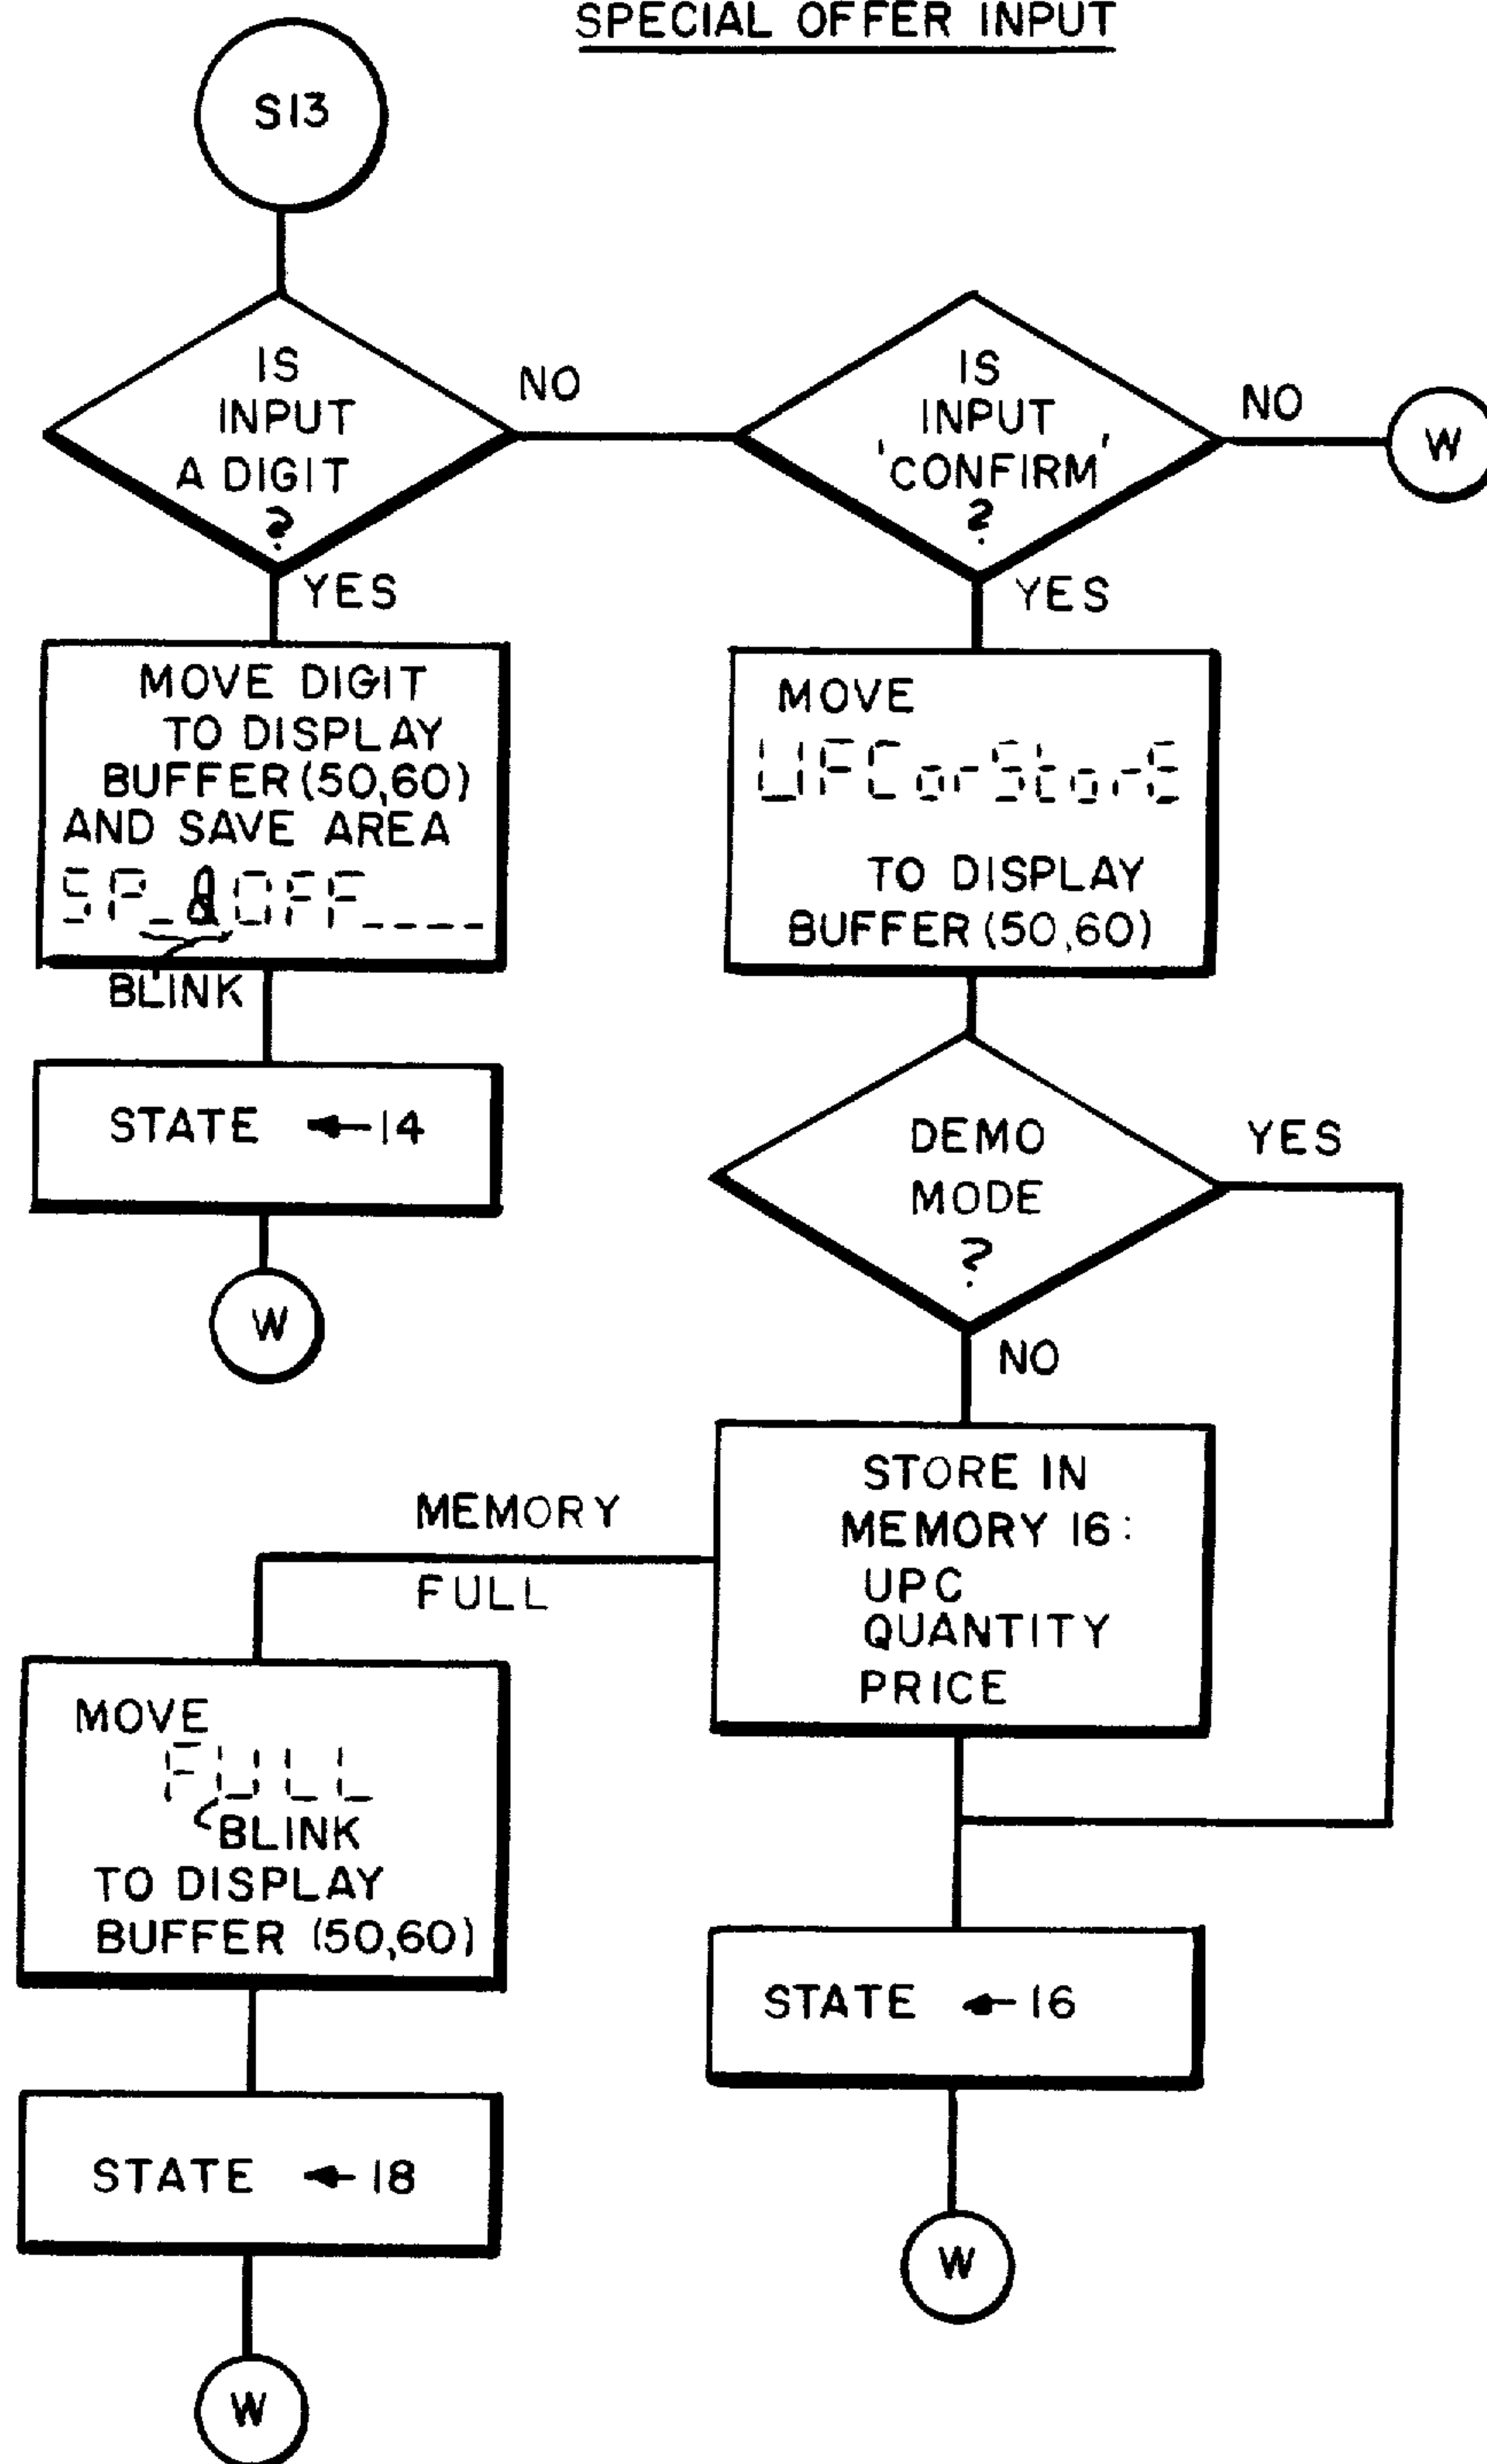 SPECIAL OFFER INPUT
S13
IS
INPUT
A DIGIT
?
NO
IS
INPUT
'CONFIRM'
?
NO
W
YES
MOVE DIGIT
TO DISPLAY
BUFFER (50,60)
AND SAVE AREA
SP_8OFF____
BLINK
STATE ←14
W
YES
MOVE
UPCorStorE
TO DISPLAY
BUFFER (50,60)
DEMO
MODE
?
YES
NO
STORE IN
MEMORY 16:
UPC
QUANTITY
PRICE
MEMORY
FULL
MOVE
FULL
BLINK
TO DISPLAY
BUFFER (50,60)
STATE ←18
W
STATE ←16
W